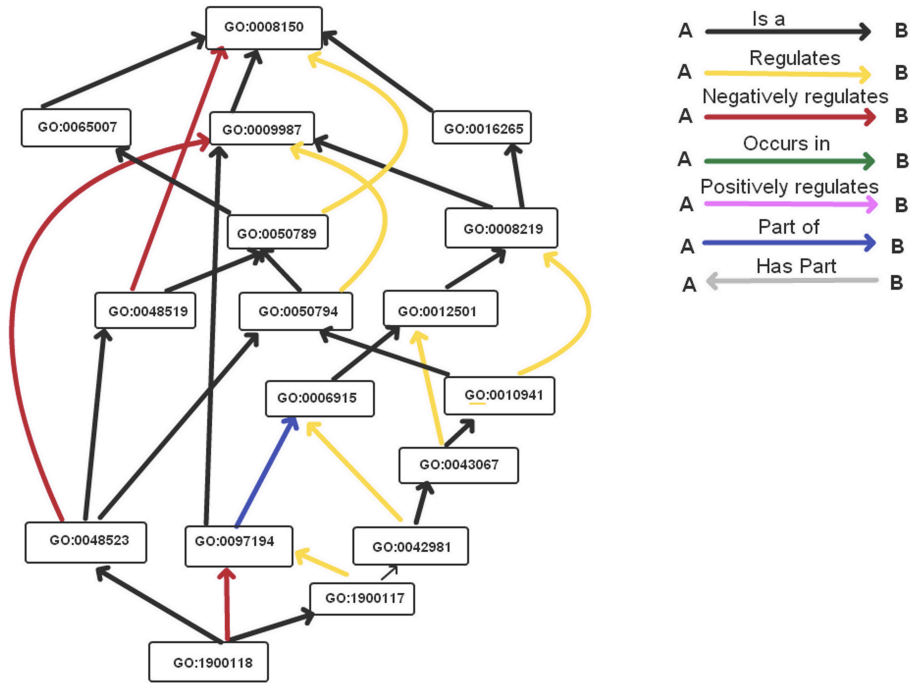 GO:0008150
GO:0065007
GO:0009987
GO:0016265
GO:0050789
GO:0008219
GO:0048519
GO:0050794
GO:0012501
GO:0006915
GO:0010941
GO:0043067
GO:0048523
GO:0097194
GO:0042981
GO:1900117
GO:1900118
A Is a B
A Regulates B
Negatively regulates
A B
Occurs in
A B
Positively regulates
A B
Part of
A B
Has Part
A B